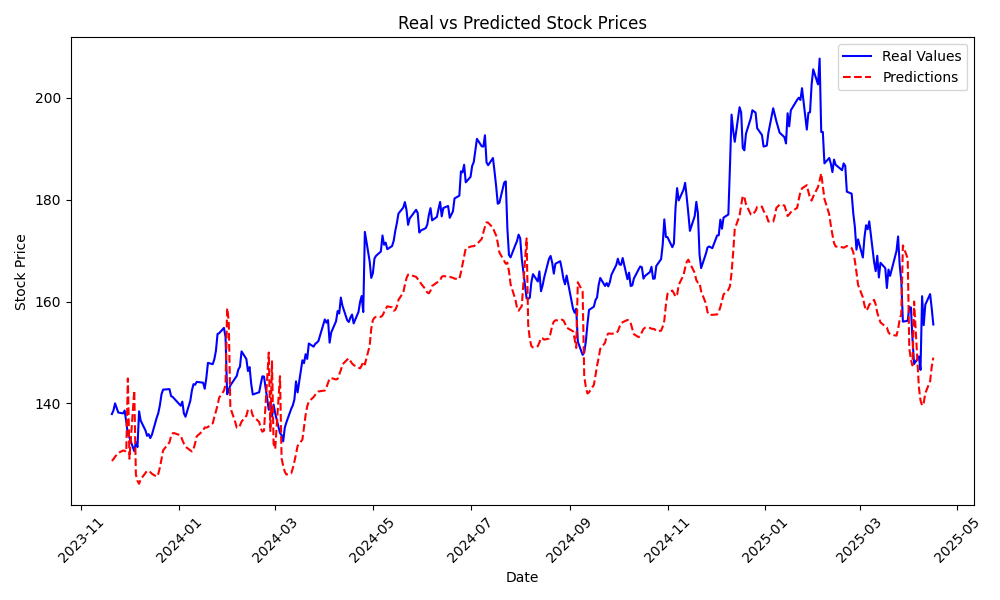 Real vs Predicted Stock Prices
Real Values
Predictions
Stock Price
200
180
160
140
2023-11
2024-01
2024-03
2024-05
2024-07
2024-09
2024-11
2025-01
2025-03
2025-05
Date